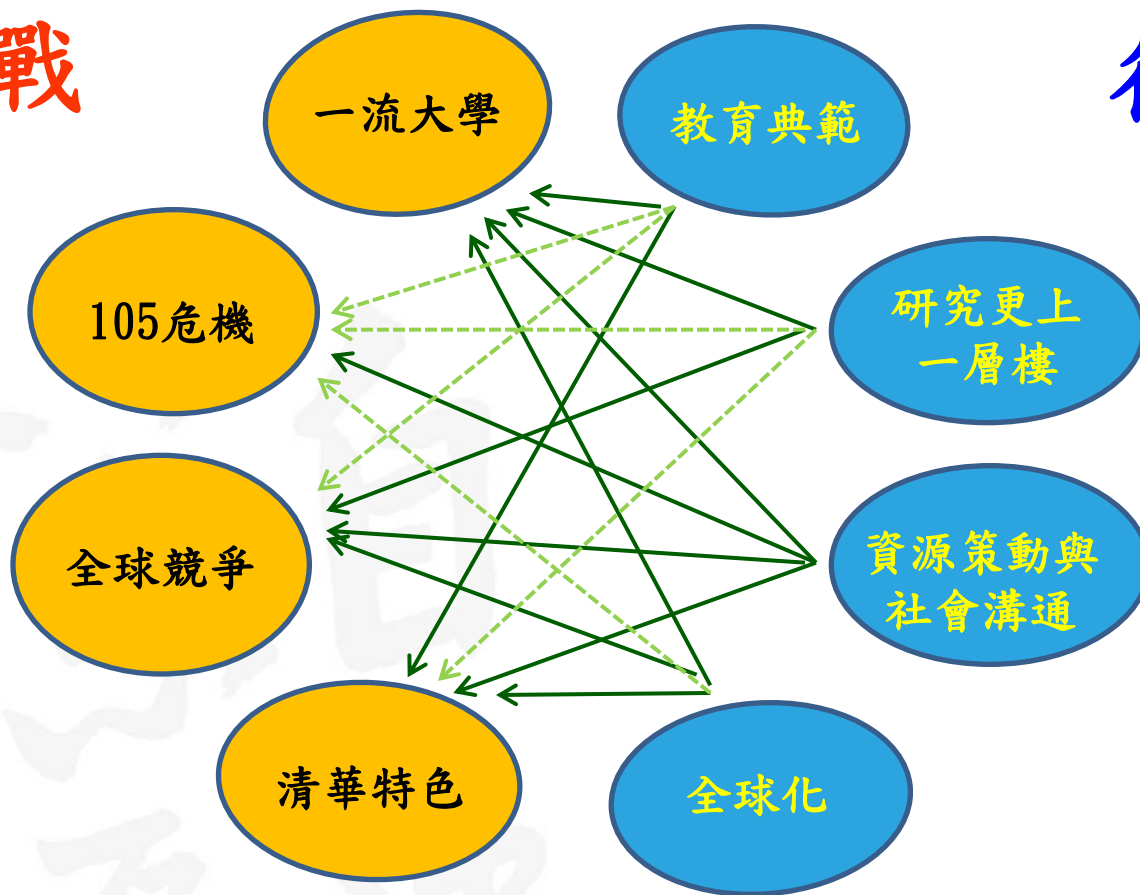 戰
一流大學
教育典範
105危機
研究更上
一層樓
全球競爭
資源策動與
社會溝通
清華特色
全球化